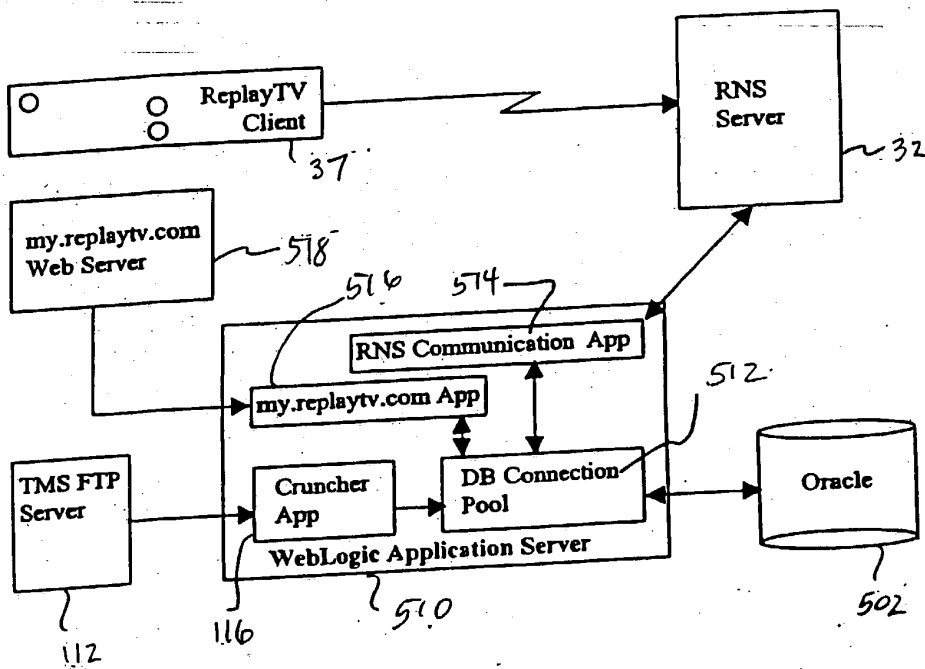 ReplayTV
Client
37
RNS
Server
32
my.replaytv.com
Web Server
518
516
514
RNS Communication App
my.replaytv.com App
512
TMS FTP
Server
Cruncher
App
DB Connection
Pool
Oracle
WebLogic Application Server
112
116
510
502